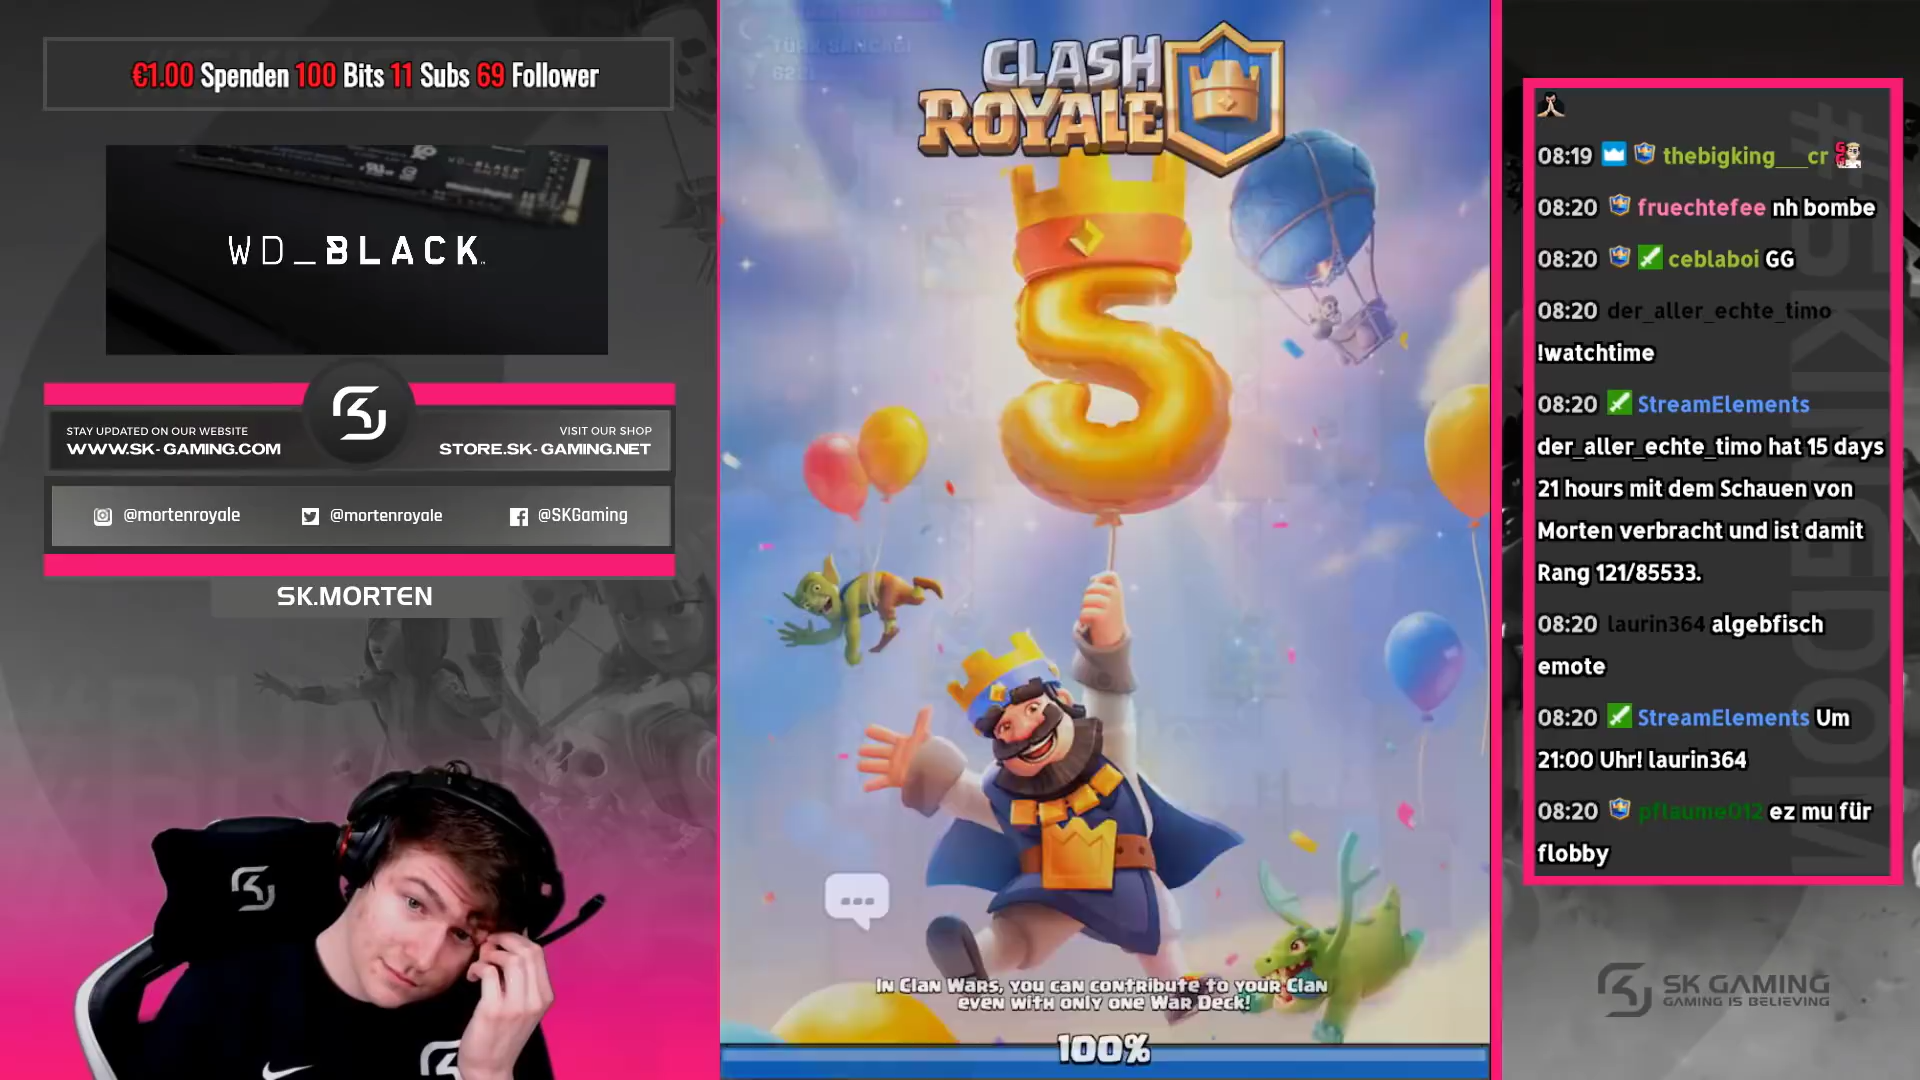 €1.00 Spenden 100 Bits 11 Subs 69 Follower
WD_BLACK
WD_BLACK
STAY UPDATED ON OUR WEBSITE
WWW.SK-GAMING.COM
VISIT OUR SHOP
STORE.SK-GAMING.NET
@mortenroyale
@mortenroyale
@SKGaming
SK.MORTEN
CLASH
ROYALE
5
In Clan Wars, you can contribute to your Clan
even with only one War Deck!
100%
08:19 thebigking___cr
08:20 fruechtefee nh bombe
08:20 ceblaboi GG
08:20 der_aller_echte_timo
!watchtime
08:20 StreamElements
der_aller_echte_timo hat 15 days
21 hours mit dem Schauen von
Morten verbracht und ist damit
Rang 121/85533.
08:20 laurin364 algebfisch
emote
08:20 StreamElements Um
21:00 Uhr! laurin364
08:20 pflaume012 ez mu für
flobby
#SKINGDOM
SK GAMING
GAMING IS BELIEVING